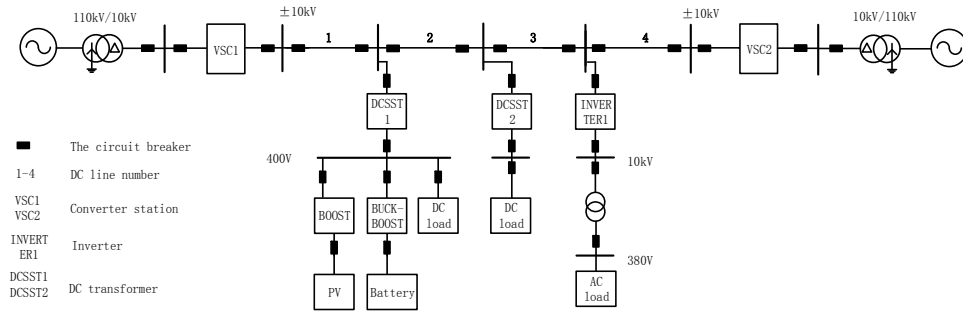 110kV/10kV
±10kV
±10kV
10kV/110kV
VSC1
1
2
3
4
VSC2
DCSST
1
DCSST
2
INVER
TER1
The circuit breaker
400V
10kV
1-4
DC line number
VSC1
VSC2
Converter station
BOOST
BUCK-
BOOST
DC
load
DC
load
INVERT
ER1
Inverter
380V
DCSST1
DCSST2
DC transformer
PV
Battery
AC
load